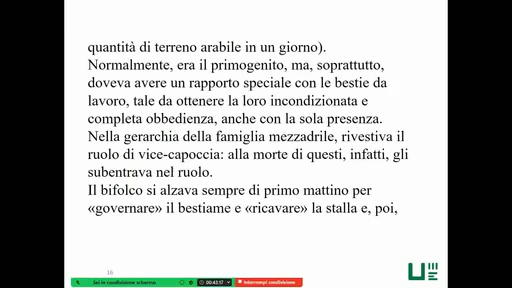 quantità di terreno arabile in un giorno).
Normalmente, era il primogenito, ma, soprattutto,
doveva avere un rapporto speciale con le bestie da
lavoro, tale da ottenere la loro incondizionata e
completa obbedienza, anche con la sola presenza.
Nella gerarchia della famiglia mezzadrile, rivestiva il
ruolo di vice-capoccia: alla morte di questi, infatti, gli
subentrava nel ruolo.
Il bifolco si alzava sempre di primo mattino per
«governare» il bestiame e «ricavare» la stalla e, poi,
16
Sei in condivisione schermo
00:43:17
Interrompi condivisione